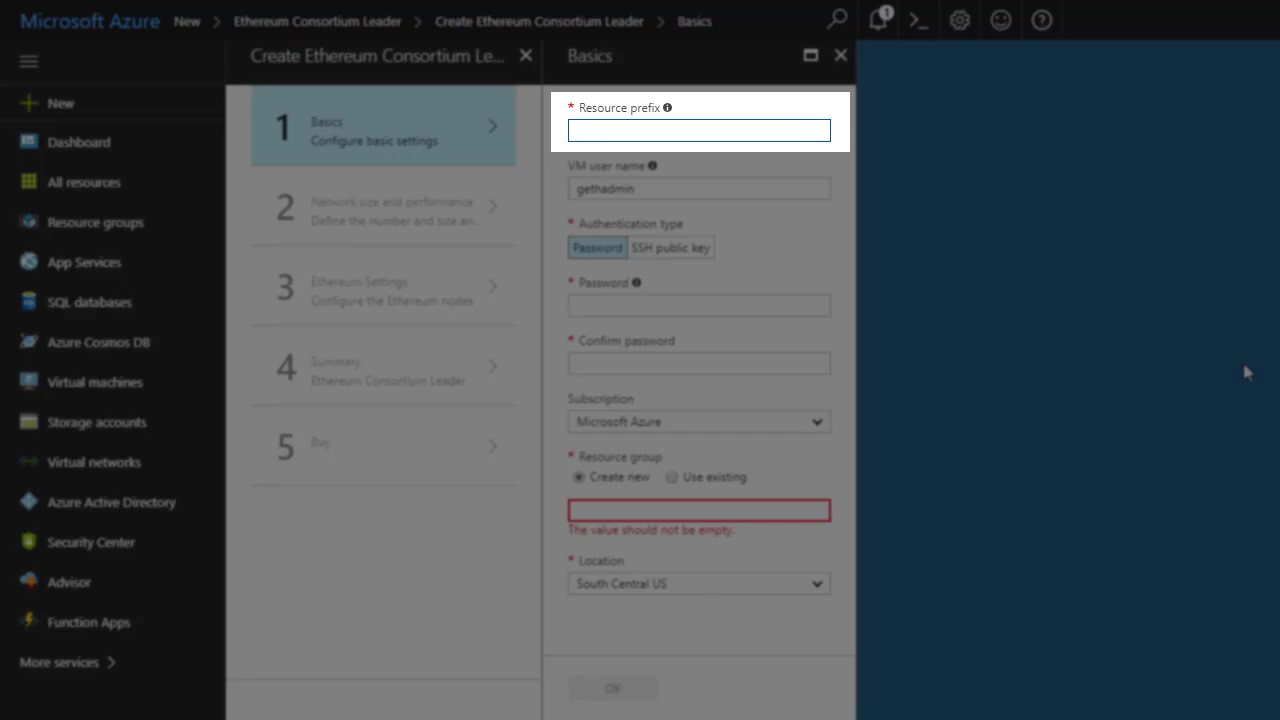 Microsoft Azure New > Ethereum Consortium Leader > Create Ethereum Consortium Leader > Basics
1
Create Ethereum Consortium Le...
Basics
New
Dashboard
All resources
Resource groups
App Services
SQL databases
Azure Cosmos DB
Virtual machines
Storage accounts
Virtual networks
Azure Active Directory
Security Center
Advisor
Function Apps
More services >
1 Basics
Configure basic settings
2 Network size and performance
Define the number and size an...
3 Ethereum Settings
Configure the Ethereum nodes
4 Summary
Ethereum Consortium Leader
5 Buy
* Resource prefix
VM user name
gethadmin
* Authentication type
Password SSH public key
* Password
* Confirm password
Subscription
Microsoft Azure
* Resource group
Create new Use existing
The value should not be empty.
* Location
South Central US
OK